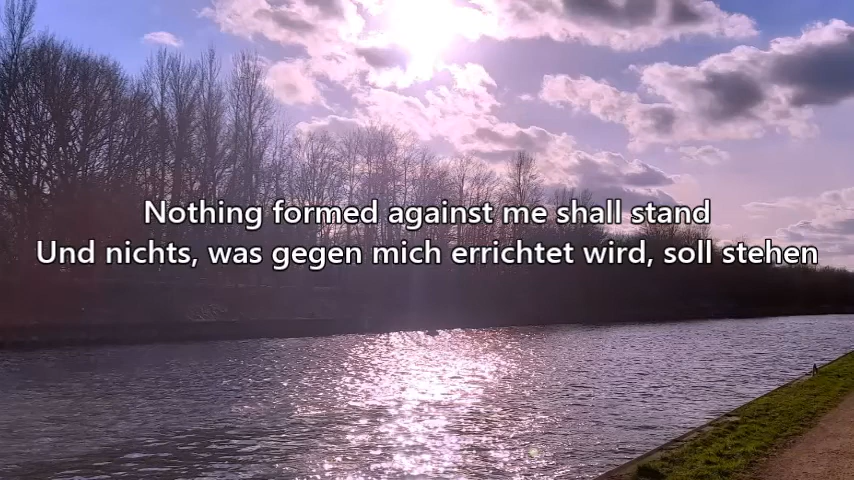 Nothing formed against me shall stand
Und nichts, was gegen mich errichtet wird, soll stehen